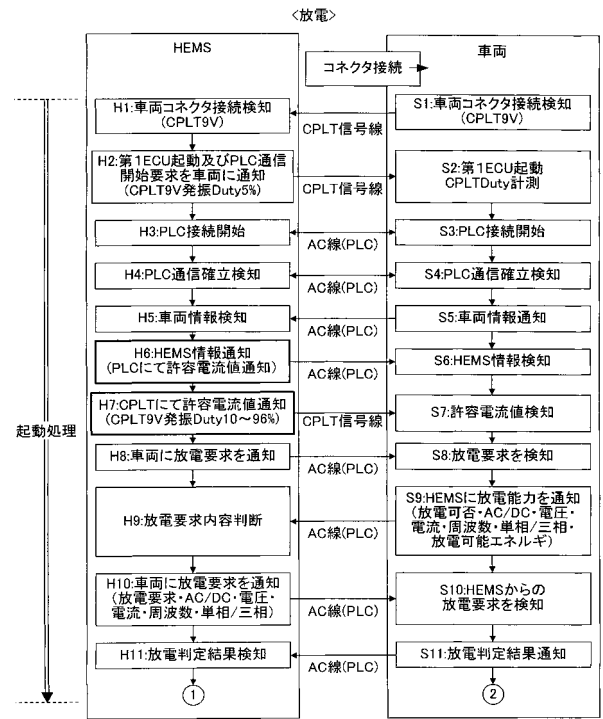 <放電>
HEMS
車両
コネクタ接続
H1:車両コネクタ接続検知
(CPLT9V)
S1:車両コネクタ接続検知
(CPLT9V)
CPLT信号線
H2:第1ECU起動及びPLC通信
開始要求を車両に通知
(CPLT9V発振Duty5%)
S2:第1ECU起動
CPLTDuty計測
CPLT信号線
H3:PLC接続開始
S3:PLC接続開始
AC線(PLC)
H4:PLC通信確立検知
S4:PLC通信確立検知
AC線(PLC)
H5:車両情報検知
S5:車両情報通知
AC線(PLC)
H6:HEMS情報通知
(PLCにて許容電流値通知)
S6:HEMS情報検知
AC線(PLC)
H7:CPLTにて許容電流値通知
(CPLT9V発振Duty10～96%)
S7:許容電流値検知
CPLT信号線
起動処理
H8:車両に放電要求を通知
S8:放電要求を検知
AC線(PLC)
H9:放電要求内容判断
S9:HEMSに放電能力を通知
(放電可否・AC/DC・電圧・
電流・周波数・単相/三相・
放電可能エネルギ)
AC線(PLC)
H10:車両に放電要求を通知
(放電要求・AC/DC・電圧・
電流・周波数・単相/三相)
S10:HEMSからの
放電要求を検知
AC線(PLC)
H11:放電判定結果検知
S11:放電判定結果通知
AC線(PLC)
1
2